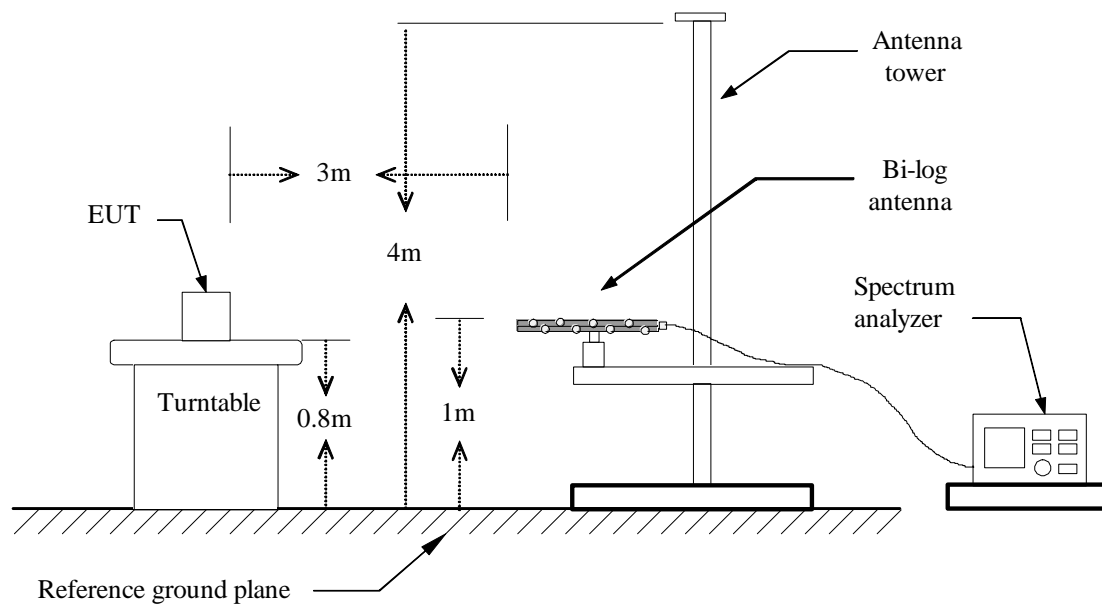 Antenna
tower
3m
Bi-log
antenna
EUT
4m
Spectrum
analyzer
Turntable
0.8m
1m
Reference ground plane